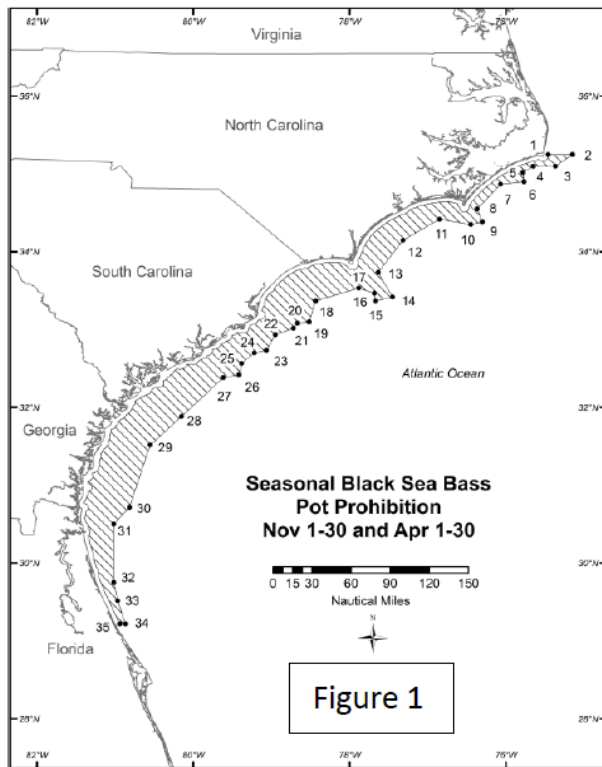 82°W 80°W 78°W 76°W
Virginia
36°N 36°N
North Carolina
1 2
5 4 3
7 6
8
11 10 9
34°N 34°N
12
South Carolina
13
17
16 14
15
18
20
22 19
21
24
23
25
26
32°N 32°N
27
Atlantic Ocean
28
Georgia
29
Seasonal Black Sea Bass
Pot Prohibition
Nov 1-30 and Apr 1-30
30
31
30°N 30°N
0 15 30 60 90 120 150
Nautical Miles
32
33
N
35 34
Florida
Figure 1
28°N 28°N
82°W 80°W 78°W 76°W